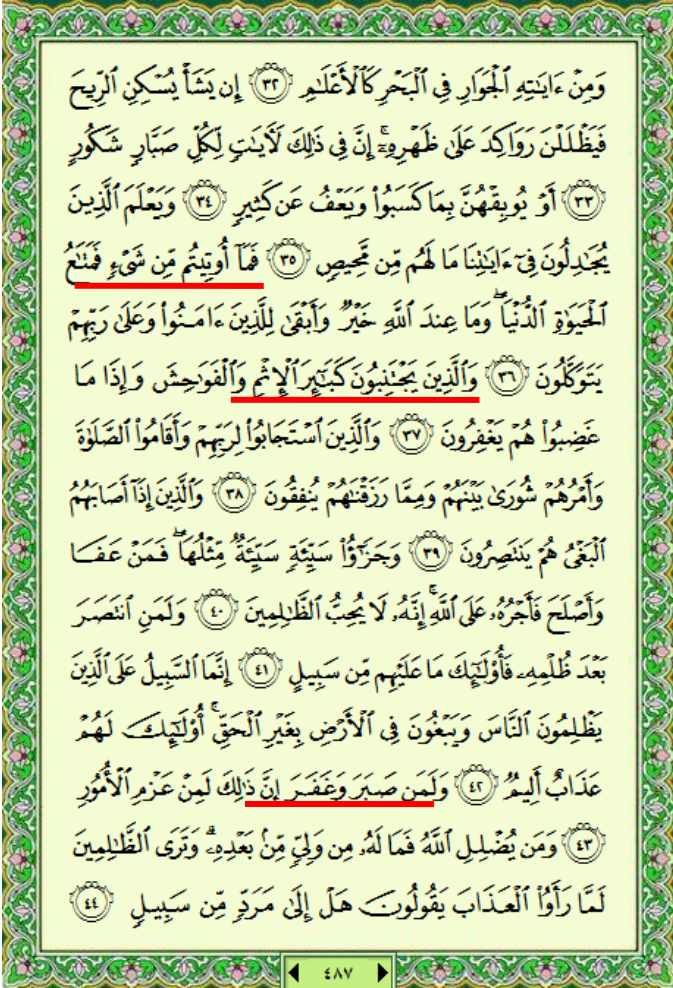 وَمِنْ ءَايَٰتِهِ ٱلْجَوَارِ فِى ٱلْبَحْرِ كَٱلْأَعْلَٰمِ ٣٢ إِن يَشَأْ يُسْكِنِ ٱلرِّيحَ
فَيَظْلَلْنَ رَوَاكِدَ عَلَىٰ ظَهْرِهِۦٓ ۚ إِنَّ فِى ذَٰلِكَ لَءَايَٰتٍ لِّكُلِّ صَبَّارٍ شَكُورٍ
٣٣ أَوْ يُوبِقْهُنَّ بِمَا كَسَبُوا۟ وَيَعْفُ عَن كَثِيرٍ ٣٤ وَيَعْلَمَ ٱلَّذِينَ
يُجَٰدِلُونَ فِىٓ ءَايَٰتِنَا مَا لَهُم مِّن مَّحِيصٍ ٣٥ فَمَآ أُوتِيتُم مِّن شَىْءٍ فَمَتَٰعُ
ٱلْحَيَوٰةِ ٱلدُّنْيَا ۖ وَمَا عِندَ ٱللَّهِ خَيْرٌ وَأَبْقَىٰ لِلَّذِينَ ءَامَنُوا۟ وَعَلَىٰ رَبِّهِمْ
يَتَوَكَّلُونَ ٣٦ وَٱلَّذِينَ يَجْتَنِبُونَ كَبَٰٓئِرَ ٱلْإِثْمِ وَٱلْفَوَٰحِشَ وَإِذَا مَا
غَضِبُوا۟ هُمْ يَغْفِرُونَ ٣٧ وَٱلَّذِينَ ٱسْتَجَابُوا۟ لِرَبِّهِمْ وَأَقَامُوا۟ ٱلصَّلَوٰةَ
وَأَمْرُهُمْ شُورَىٰ بَيْنَهُمْ وَمِمَّا رَزَقْنَٰهُمْ يُنفِقُونَ ٣٨ وَٱلَّذِينَ إِذَآ أَصَابَهُمُ
ٱلْبَغْىُ هُمْ يَنتَصِرُونَ ٣٩ وَجَزَٰٓؤُا۟ سَيِّئَةٍ سَيِّئَةٌ مِّثْلُهَا ۖ فَمَنْ عَفَا
وَأَصْلَحَ فَأَجْرُهُۥ عَلَى ٱللَّهِ ۚ إِنَّهُۥ لَا يُحِبُّ ٱلظَّٰلِمِينَ ٤٠ وَلَمَنِ ٱنتَصَرَ
بَعْدَ ظُلْمِهِۦ فَأُو۟لَٰٓئِكَ مَا عَلَيْهِم مِّن سَبِيلٍ ٤١ إِنَّمَا ٱلسَّبِيلُ عَلَى ٱلَّذِينَ
يَظْلِمُونَ ٱلنَّاسَ وَيَبْغُونَ فِى ٱلْأَرْضِ بِغَيْرِ ٱلْحَقِّ ۚ أُو۟لَٰٓئِكَ لَهُمْ
عَذَابٌ أَلِيمٌ ٤٢ وَلَمَن صَبَرَ وَغَفَرَ إِنَّ ذَٰلِكَ لَمِنْ عَزْمِ ٱلْأُمُورِ
٤٣ وَمَن يُضْلِلِ ٱللَّهُ فَمَا لَهُۥ مِن وَلِىٍّ مِّنۢ بَعْدِهِۦ ۗ وَتَرَى ٱلظَّٰلِمِينَ
لَمَّا رَأَوُا۟ ٱلْعَذَابَ يَقُولُونَ هَلْ إِلَىٰ مَرَدٍّ مِّن سَبِيلٍ ٤٤
٤٨٧